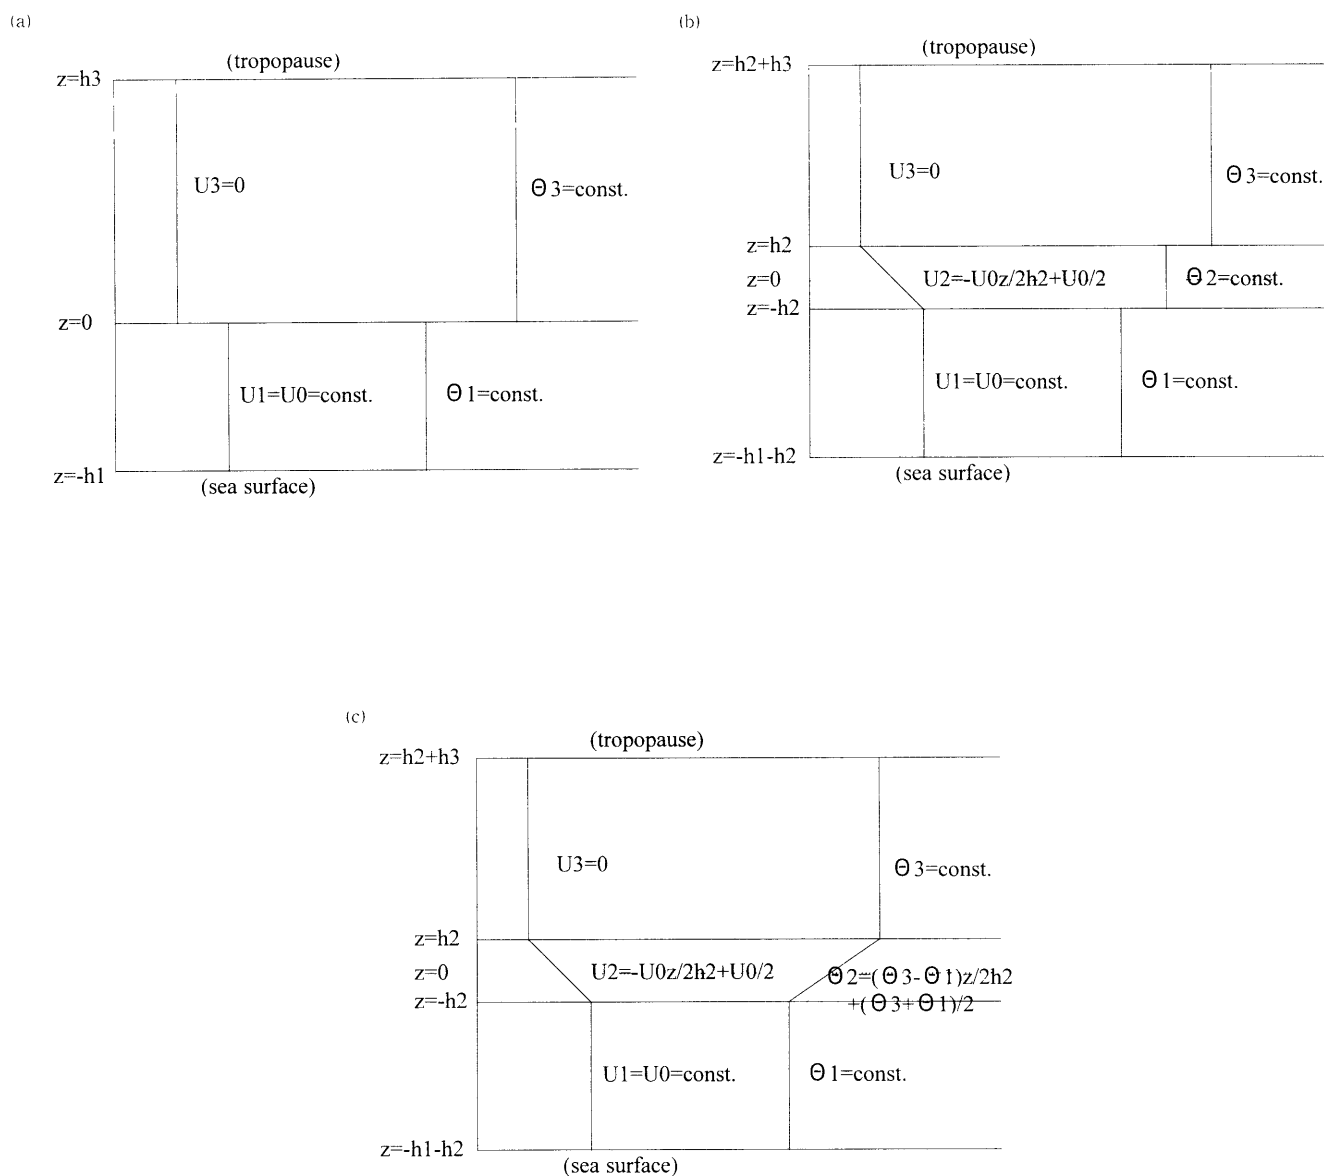 (a)
(tropopause)
z=h3
U3=0
Θ3=const.
z=0
U1=U0=const.
Θ1=const.
z=-h1
(sea surface)
(b)
(tropopause)
z=h2+h3
U3=0
Θ3=const.
z=h2
z=0
U2=-U0z/2h2+U0/2
Θ2=const.
z=-h2
U1=U0=const.
Θ1=const.
z=-h1-h2
(sea surface)
(c)
(tropopause)
z=h2+h3
U3=0
Θ3=const.
z=h2
z=0
U2=-U0z/2h2+U0/2
Θ2=(Θ3-Θ1)z/2h2
+(Θ3+Θ1)/2
z=-h2
U1=U0=const.
Θ1=const.
z=-h1-h2
(sea surface)